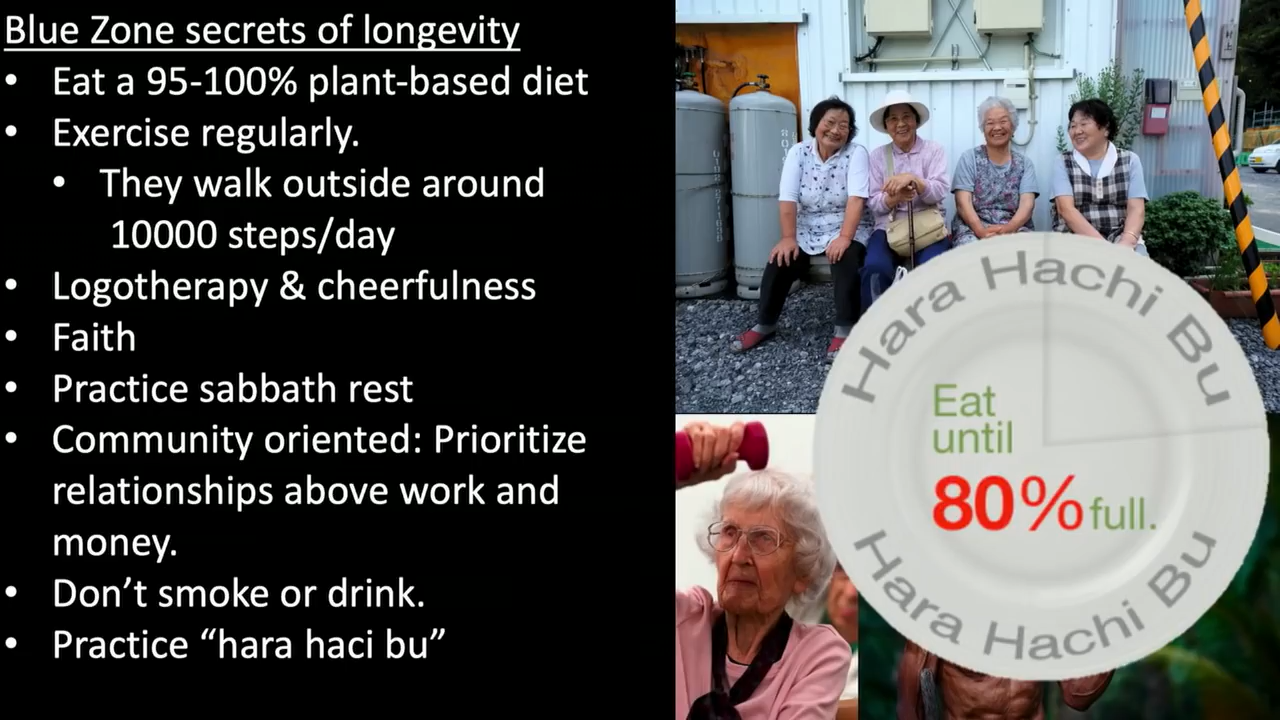 Blue Zone secrets of longevity
• Eat a 95-100% plant-based diet
• Exercise regularly.
• They walk outside around
10000 steps/day
• Logotherapy & cheerfulness
• Faith
• Practice sabbath rest
• Community oriented: Prioritize
relationships above work and
money.
• Don’t smoke or drink.
• Practice “hara haci bu”
Hara Hachi Bu
Eat
until
80% full.
Hara Hachi Bu